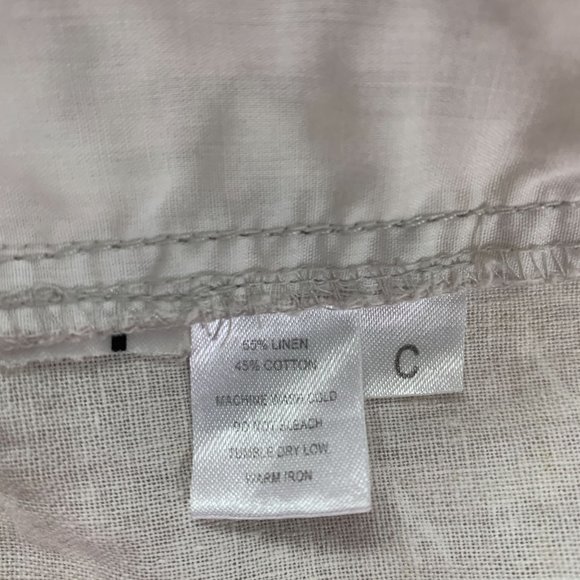 55% LINEN
45% COTTON
MACHINE WASH COLD
DO NOT BLEACH
TUMBLE DRY LOW
WARM IRON
C